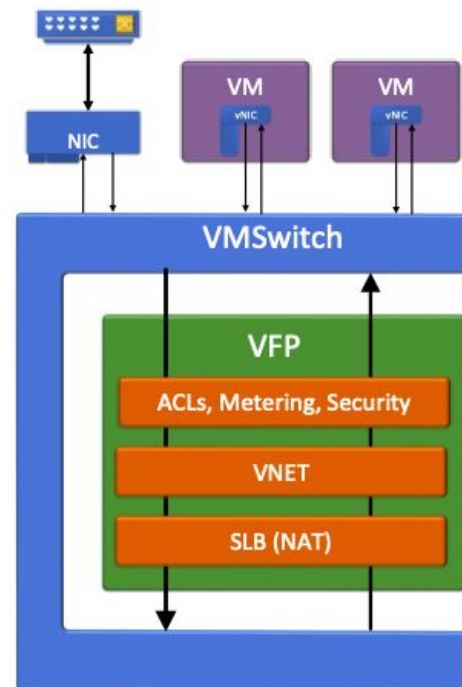 VM
VM
vNIC
vNIC
NIC
VMSwitch
VFP
ACLs, Metering, Security
VNET
SLB (NAT)